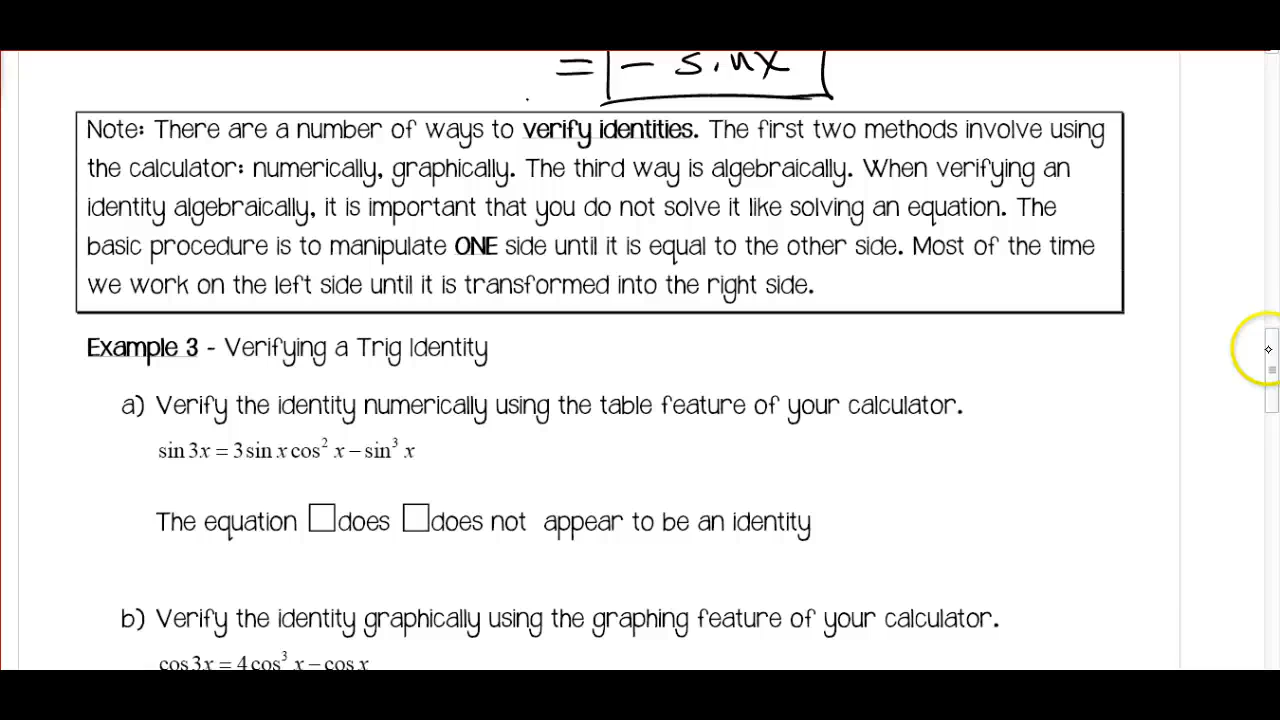 = - sinx
Note: There are a number of ways to verify identities. The first two methods involve using
the calculator: numerically, graphically. The third way is algebraically. When verifying an
identity algebraically, it is important that you do not solve it like solving an equation. The
basic procedure is to manipulate ONE side until it is equal to the other side. Most of the time
we work on the left side until it is transformed into the right side.
Example 3 - Verifying a Trig Identity
a) Verify the identity numerically using the table feature of your calculator.
sin 3x = 3 sin x cos² x − sin³ x
The equation □does □does not appear to be an identity
b) Verify the identity graphically using the graphing feature of your calculator.
cos 3x = 4 cos³ x − cos x